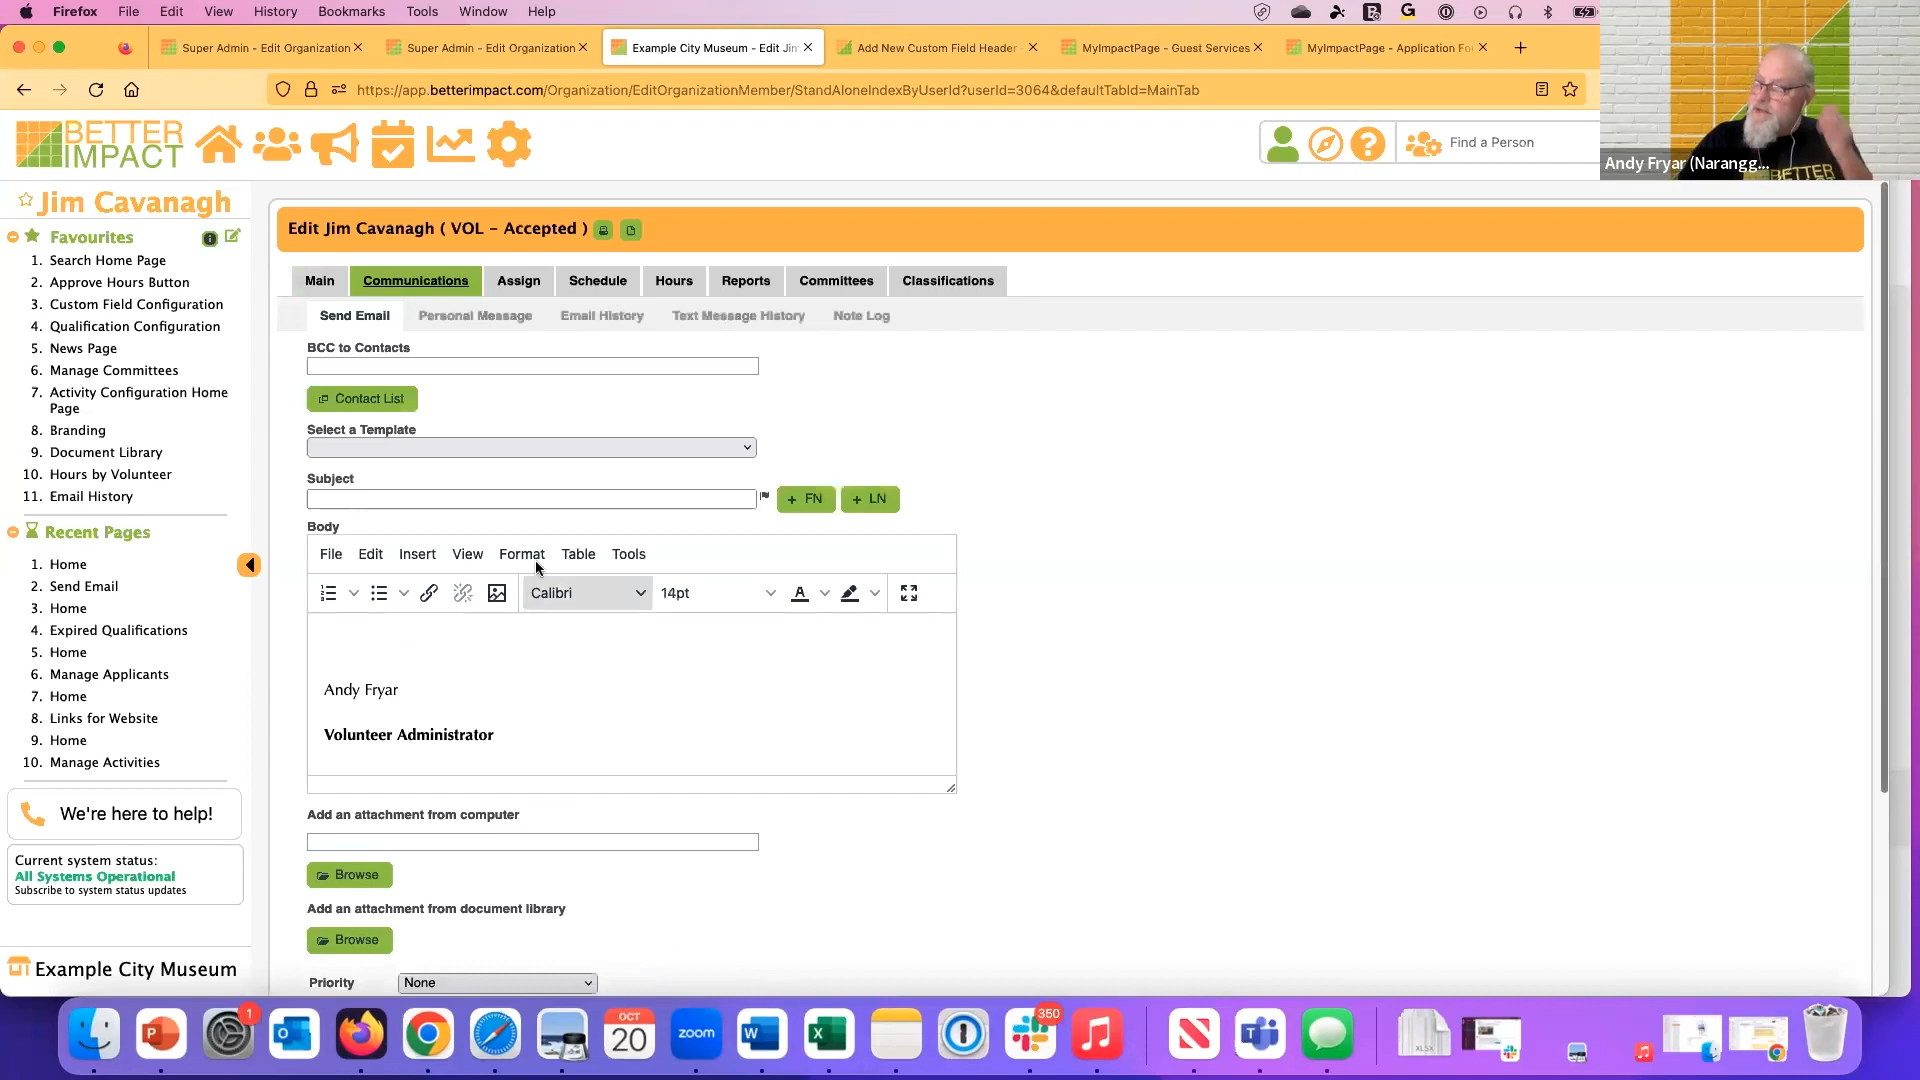 Firefox File Edit View History Bookmarks Tools Window Help
Super Admin - Edit Organization
Super Admin - Edit Organization
Example City Museum - Edit Jin
Add New Custom Field Header
MyImpactPage - Guest Services
MyImpactPage - Application Fo
https://app.betterimpact.com/Organization/EditOrganizationMember/StandAloneIndexByUserId?userId=3064&defaultTabId=MainTab
BETTER
IMPACT
Find a Person
Andy Fryar (Narangg...
BETTER
Jim Cavanagh
Favourites
1. Search Home Page
2. Approve Hours Button
3. Custom Field Configuration
4. Qualification Configuration
5. News Page
6. Manage Committees
7. Activity Configuration Home
Page
8. Branding
9. Document Library
10. Hours by Volunteer
11. Email History
Recent Pages
1. Home
2. Send Email
3. Home
4. Expired Qualifications
5. Home
6. Manage Applicants
7. Home
8. Links for Website
9. Home
10. Manage Activities
We're here to help!
Current system status:
All Systems Operational
Subscribe to system status updates
Example City Museum
Edit Jim Cavanagh ( VOL - Accepted )
Main Communications Assign Schedule Hours Reports Committees Classifications
Send Email Personal Message Email History Text Message History Note Log
BCC to Contacts
Contact List
Select a Template
Subject
+ FN + LN
Body
File Edit Insert View Format Table Tools
Calibri 14pt A
Andy Fryar
Volunteer Administrator
Add an attachment from computer
Browse
Add an attachment from document library
Browse
Priority None
1
OCT
20
zoom
350
XLSX